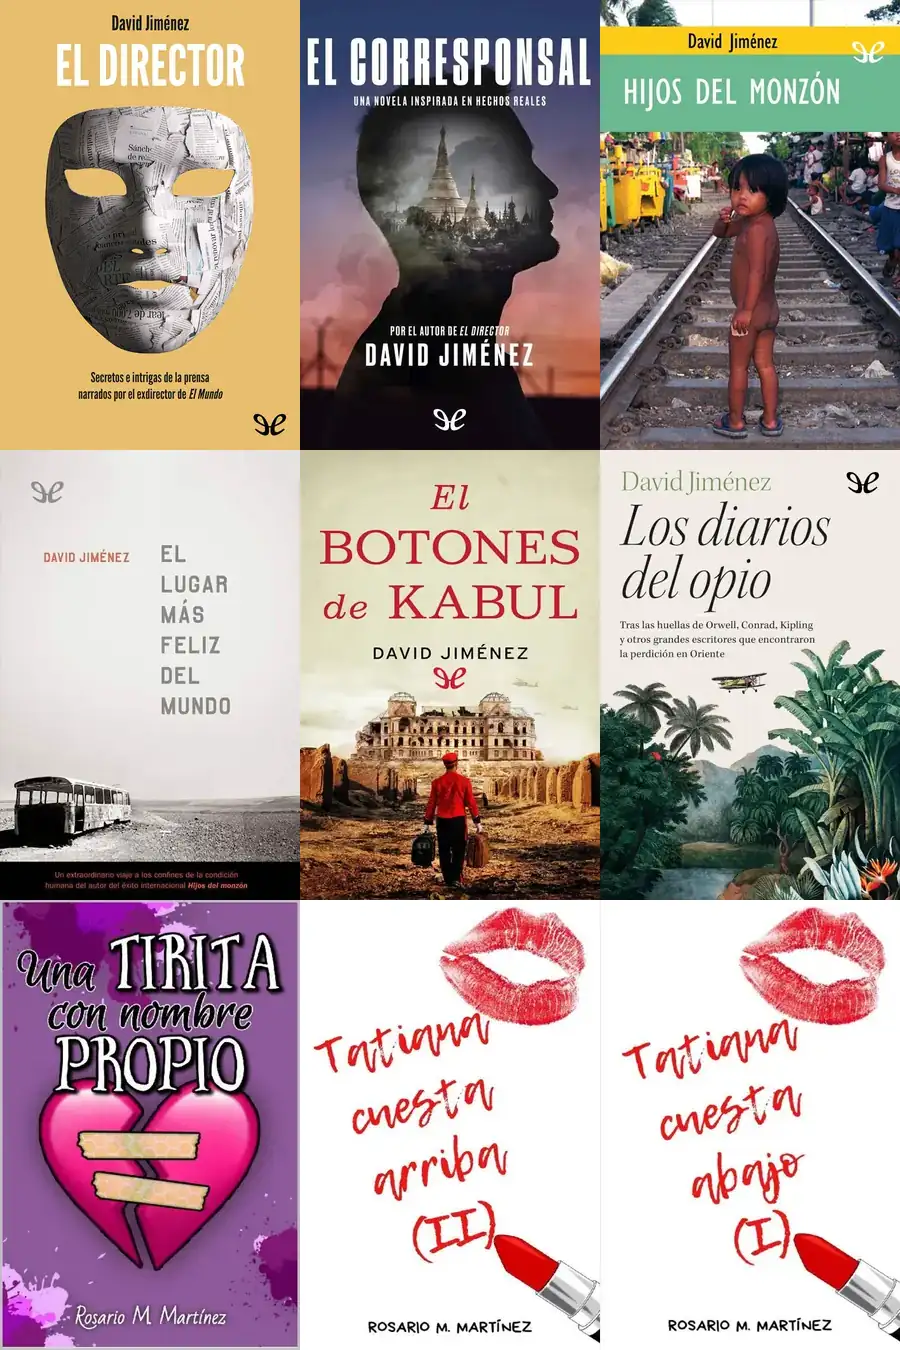 David Jiménez
EL DIRECTOR
Secretos e intrigas de la prensa
narrados por el exdirector de El Mundo
EL CORRESPONSAL
UNA NOVELA INSPIRADA EN HECHOS REALES
POR EL AUTOR DE EL DIRECTOR
DAVID JIMÉNEZ
David Jiménez
HIJOS DEL MONZÓN
DAVID JIMÉNEZ
EL
LUGAR
MÁS
FELIZ
DEL
MUNDO
Un extraordinario viaje a los confines de la condición
humana del autor del éxito internacional Hijos del monzón
El
BOTONES
de KABUL
DAVID JIMÉNEZ
David Jiménez
Los diarios
del opio
Tras las huellas de Orwell, Conrad, Kipling
y otros grandes escritores que encontraron
la perdición en Oriente
Una TIRITA
con nombre
PROPIO
Rosario M. Martínez
Tatiana
cuesta
arriba
(II)
ROSARIO M. MARTÍNEZ
Tatiana
cuesta
abajo
(I)
ROSARIO M. MARTÍNEZ